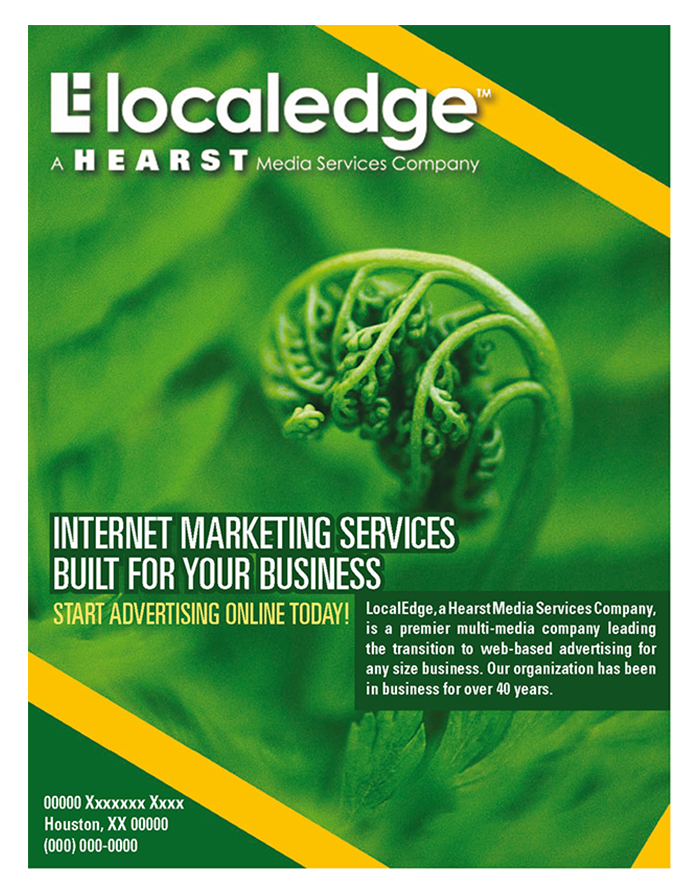 LE localedge™
A HEARST Media Services Company
INTERNET MARKETING SERVICES
BUILT FOR YOUR BUSINESS
START ADVERTISING ONLINE TODAY!
LocalEdge, a Hearst Media Services Company,
is a premier multi-media company leading
the transition to web-based advertising for
any size business. Our organization has been
in business for over 40 years.
00000 Xxxxxxx Xxxx
Houston, XX 00000
(000) 000-0000